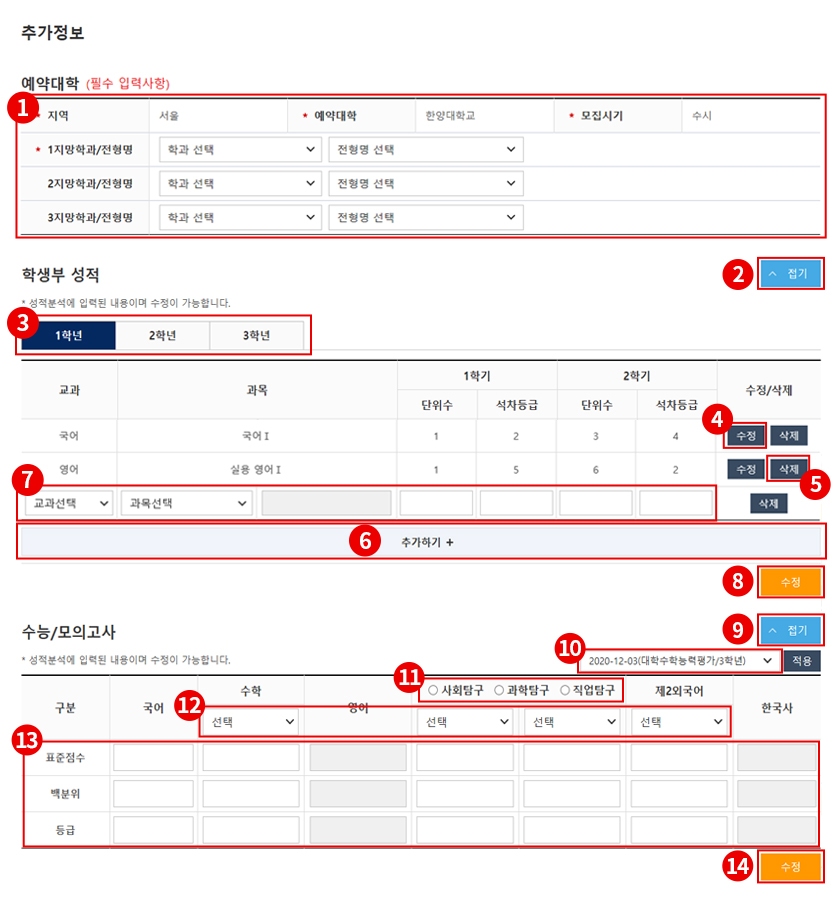 추가정보
예약대학 (필수 입력사항)
1 * 지역 서울 * 예약대학 한양대학교 * 모집시기 수시
* 1지망학과/전형명 학과 선택 전형명 선택
2지망학과/전형명 학과 선택 전형명 선택
3지망학과/전형명 학과 선택 전형명 선택
학생부 성적 2 접기
* 성적분석에 입력된 내용이며 수정이 가능합니다.
3 1학년 2학년 3학년
교과 과목 1학기 2학기 수정/삭제
단위수 석차등급 단위수 석차등급
국어 국어 I 1 2 3 4 4 수정 삭제
영어 실용 영어 I 1 5 6 2 수정 삭제 5
7 교과선택 과목선택 삭제
6 추가하기 +
8 수정
수능/모의고사 9 접기
* 성적분석에 입력된 내용이며 수정이 가능합니다. 10 2020-12-03(대학수학능력평가/3학년) 적용
구분 국어 수학 영어 11 사회탐구 과학탐구 직업탐구 제2외국어 한국사
12 선택 선택 선택 선택
13 표준점수
백분위
등급
14 수정